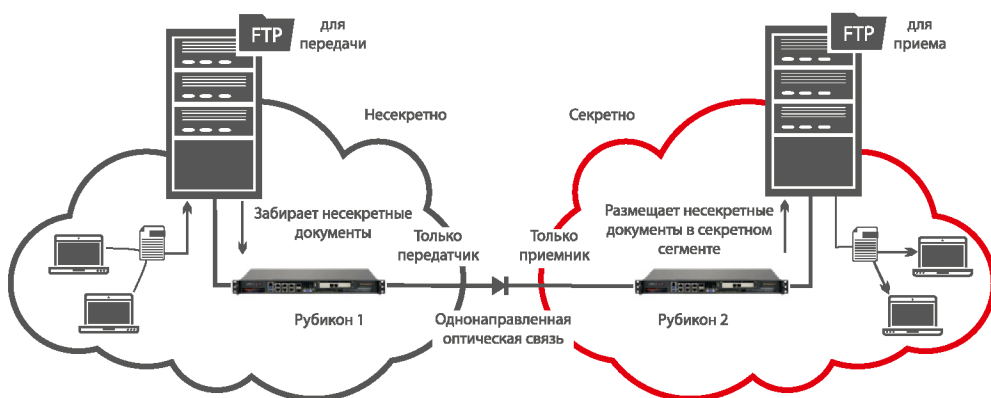 FTP
для
передачи
FTP
для
приема
Несекретно
Секретно
Забирает несекретные
документы
Только
передатчик
Только
приемник
Размещает несекретные
документы в секретном
сегменте
Рубикон 1
Однонаправленная
оптическая связь
Рубикон 2